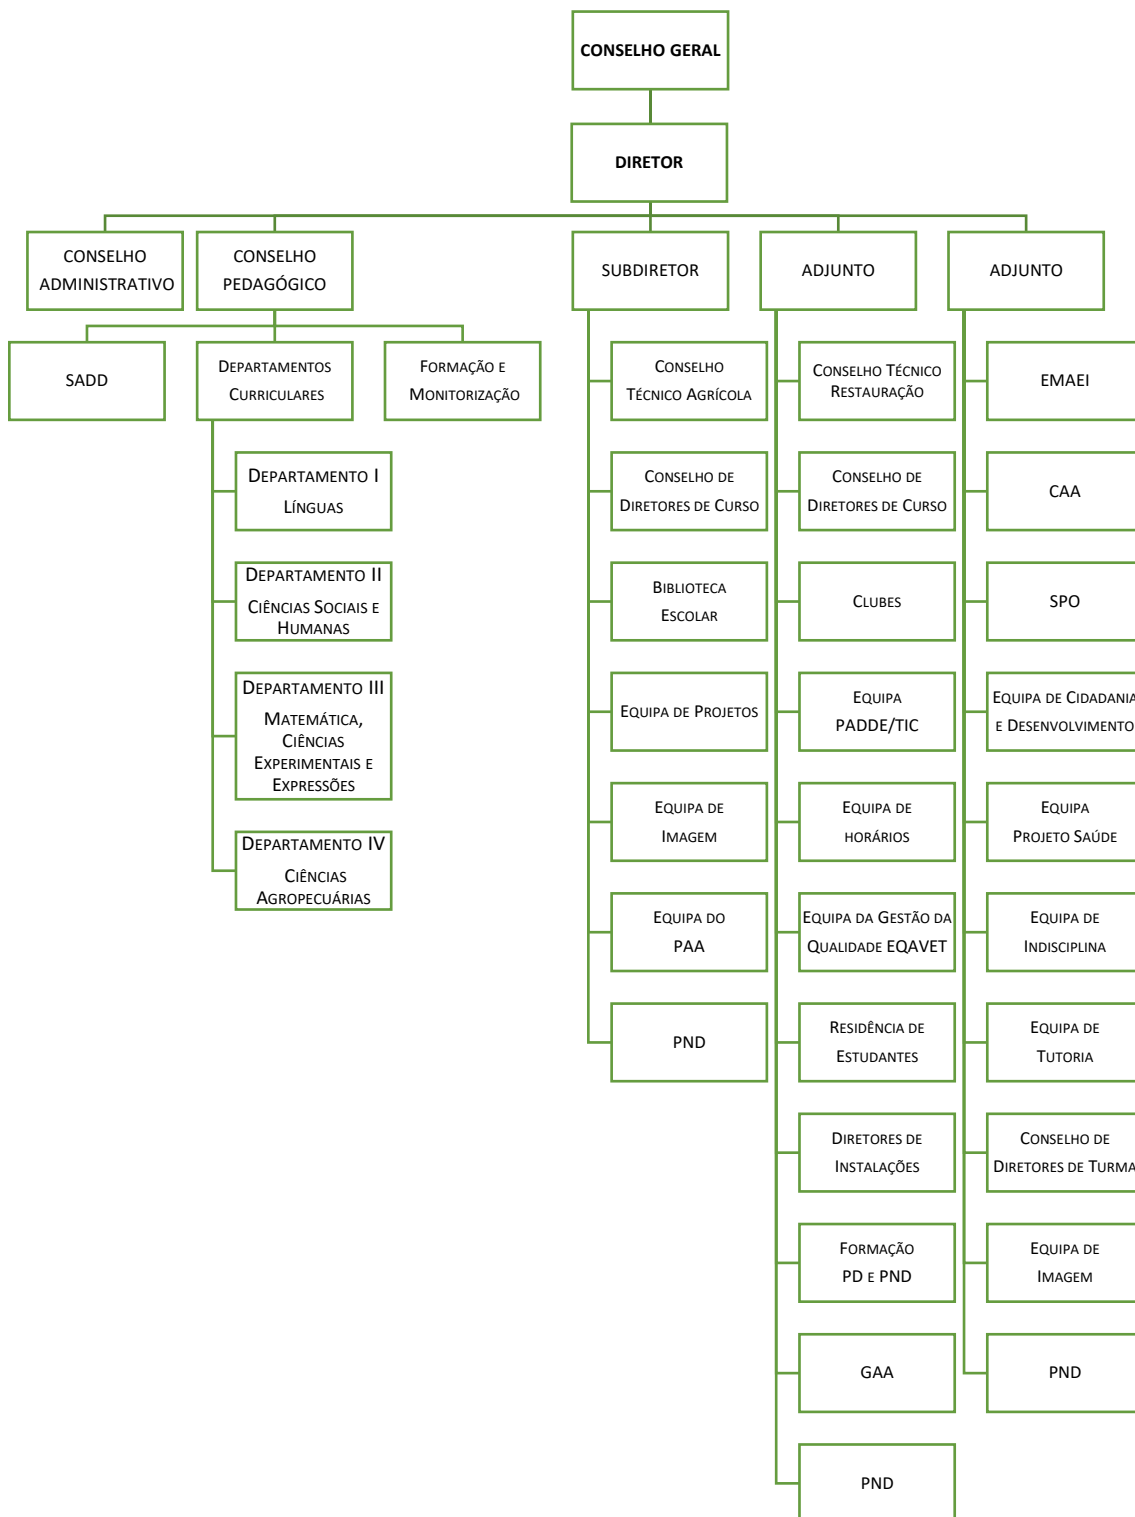 CONSELHO GERAL
DIRETOR
CONSELHO
ADMINISTRATIVO
CONSELHO
PEDAGÓGICO
SUBDIRETOR
ADJUNTO
ADJUNTO
SADD
DEPARTAMENTOS
CURRICULARES
FORMAÇÃO E
MONITORIZAÇÃO
DEPARTAMENTO I
LÍNGUAS
DEPARTAMENTO II
CIÊNCIAS SOCIAIS E
HUMANAS
DEPARTAMENTO III
MATEMÁTICA,
CIÊNCIAS
EXPERIMENTAIS E
EXPRESSÕES
DEPARTAMENTO IV
CIÊNCIAS
AGROPECUÁRIAS
CONSELHO
TÉCNICO AGRÍCOLA
CONSELHO DE
DIRETORES DE CURSO
BIBLIOTECA
ESCOLAR
EQUIPA DE PROJETOS
EQUIPA DE
IMAGEM
EQUIPA DO
PAA
PND
CONSELHO TÉCNICO
RESTAURAÇÃO
CONSELHO DE
DIRETORES DE CURSO
CLUBES
EQUIPA
PADDE/TIC
EQUIPA DE
HORÁRIOS
EQUIPA DA GESTÃO DA
QUALIDADE EQAVET
RESIDÊNCIA DE
ESTUDANTES
DIRETORES DE
INSTALAÇÕES
FORMAÇÃO
PD E PND
GAA
PND
EMAEI
CAA
SPO
EQUIPA DE CIDADANIA
E DESENVOLVIMENTO
EQUIPA
PROJETO SAÚDE
EQUIPA DE
INDISCIPLINA
EQUIPA DE
TUTORIA
CONSELHO DE
DIRETORES DE TURMA
EQUIPA DE
IMAGEM
PND